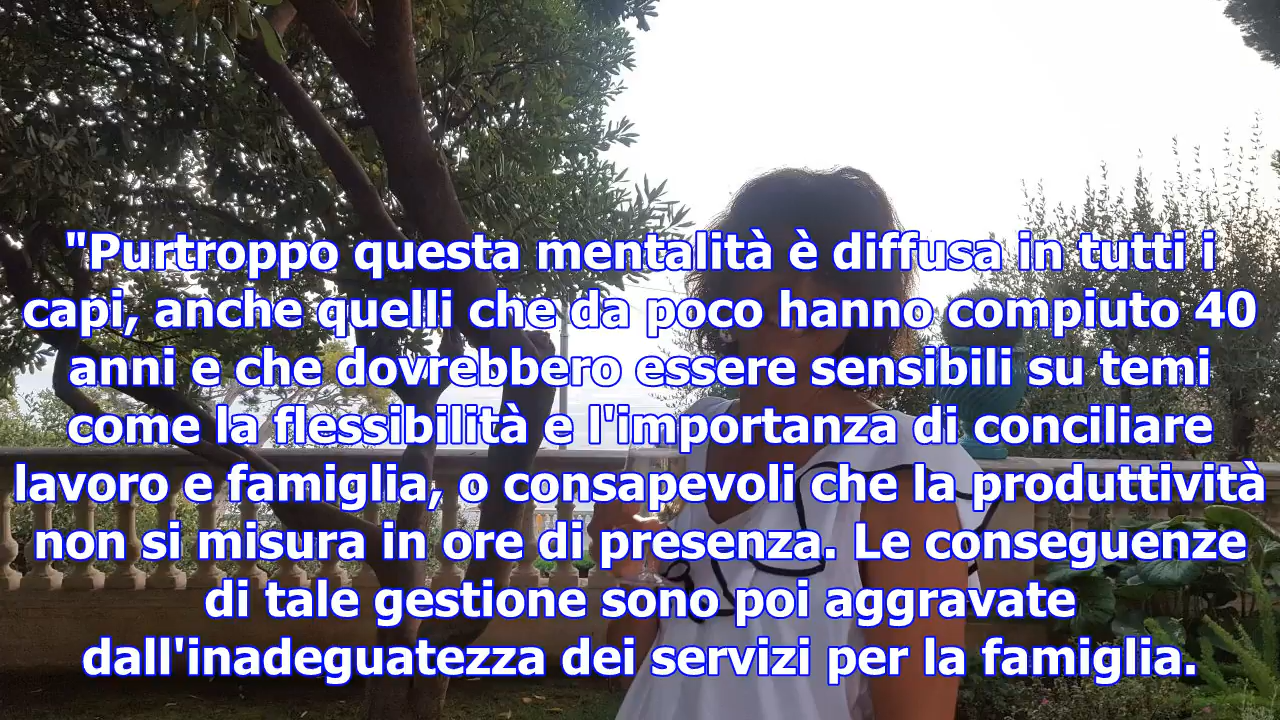 "Purtroppo questa mentalità è diffusa in tutti i
capi, anche quelli che da poco hanno compiuto 40
anni e che dovrebbero essere sensibili su temi
come la flessibilità e l'importanza di conciliare
lavoro e famiglia, o consapevoli che la produttività
non si misura in ore di presenza. Le conseguenze
di tale gestione sono poi aggravate
dall'inadeguatezza dei servizi per la famiglia.